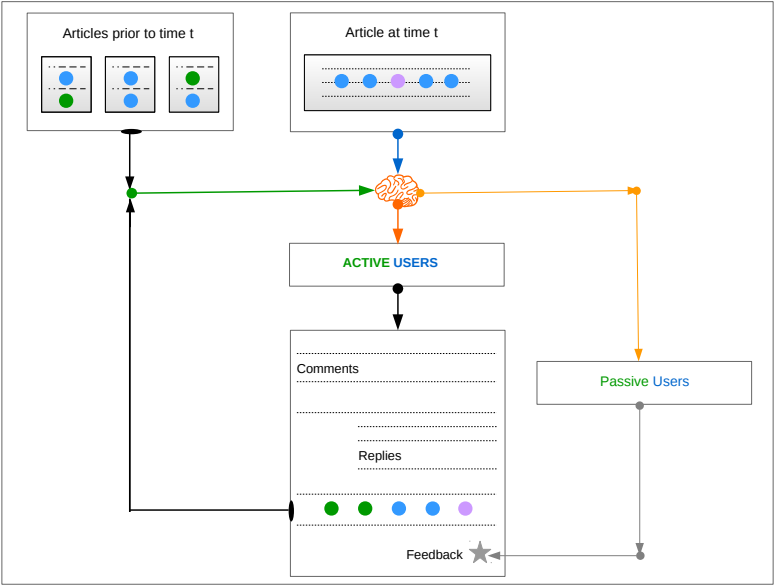 Articles prior to time t
Article at time t
ACTIVE USERS
Comments
Passive Users
Replies
Feedback